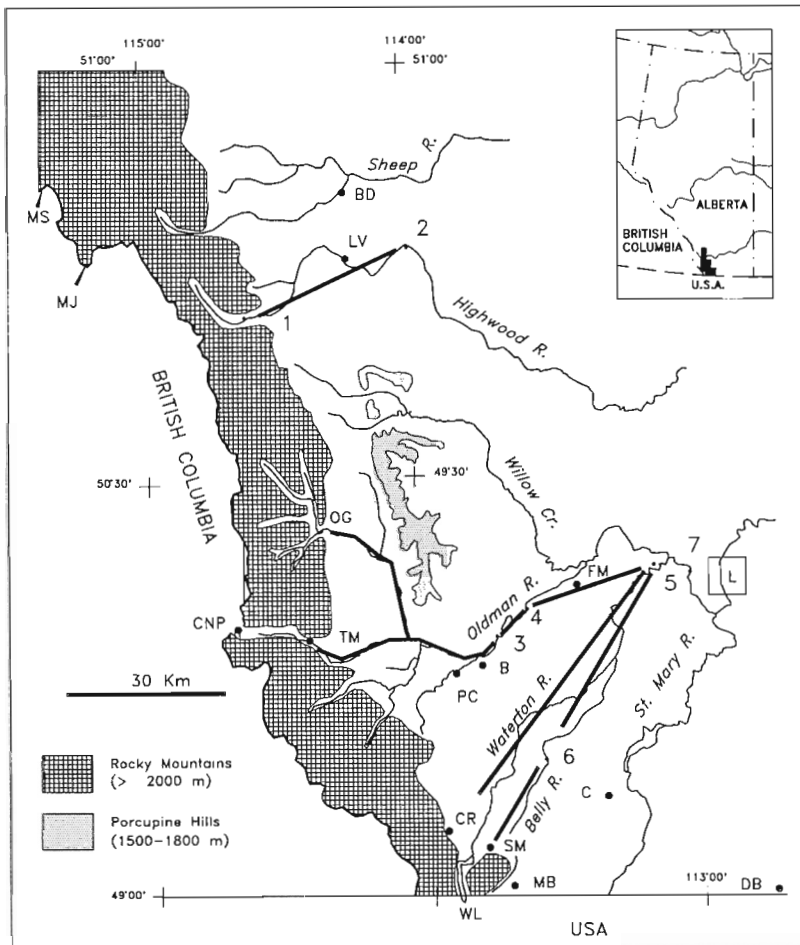 115°00'
51°00'
114°00'
51°00'
Sheep R.
BD
MS
MJ
LV
2
1
Highwood R.
ALBERTA
BRITISH
COLUMBIA
U.S.A.
BRITISH COLUMBIA
50°30'
49°30'
Willow Cr.
OG
CNP
TM
FM
7
L
5
Oldman R.
4
3
B
PC
30 Km
Waterton R.
St. Mary R.
6
Belly R.
C
Rocky Mountains
(> 2000 m)
Porcupine Hills
(1500-1800 m)
CR
SM
MB
49°00'
WL
113°00'
DB
USA